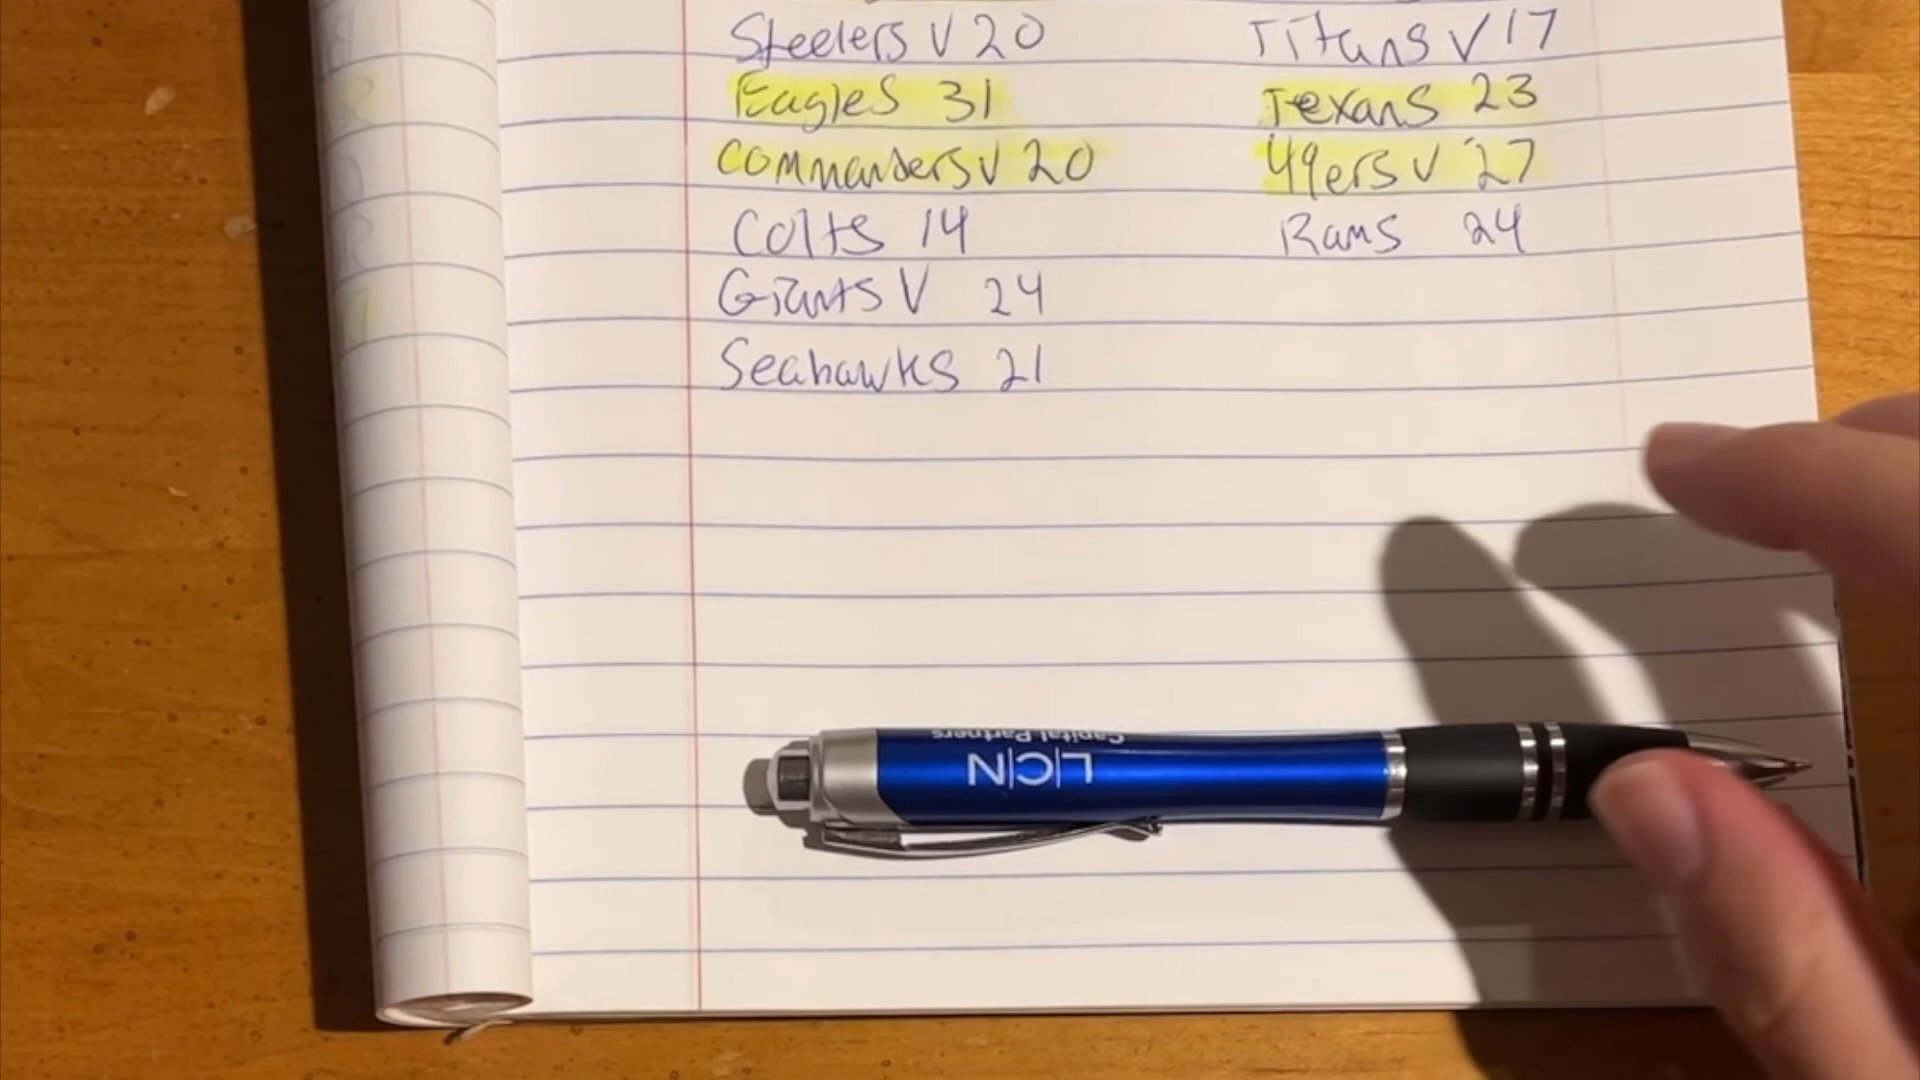 Steelers V 20
Eagles 31
Commanders V 20
Colts 14
Giants V 24
Seahawks 21
Titans V 17
Texans 23
49ers V 27
Rams 24
L|C|N
Capital Partners